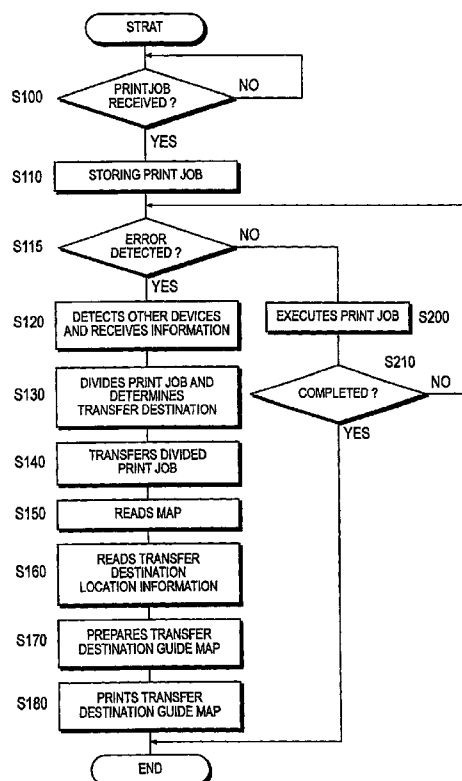 STRAT
S100
PRINTJOB
RECEIVED ?
NO
YES
S110
STORING PRINT JOB
S115
ERROR
DETECTED ?
NO
YES
S120
DETECTS OTHER DEVICES
AND RECEIVES INFORMATION
EXECUTES PRINT JOB
S200
S210
S130
DIVIDES PRINT JOB AND
DETERMINES
TRANSFER DESTINATION
COMPLETED ?
NO
YES
S140
TRANSFERS DIVIDED
PRINT JOB
S150
READS MAP
S160
READS TRANSFER
DESTINATION
LOCATION INFORMATION
S170
PREPARES TRANSFER
DESTINATION GUIDE MAP
S180
PRINTS TRANSFER
DESTINATION GUIDE MAP
END